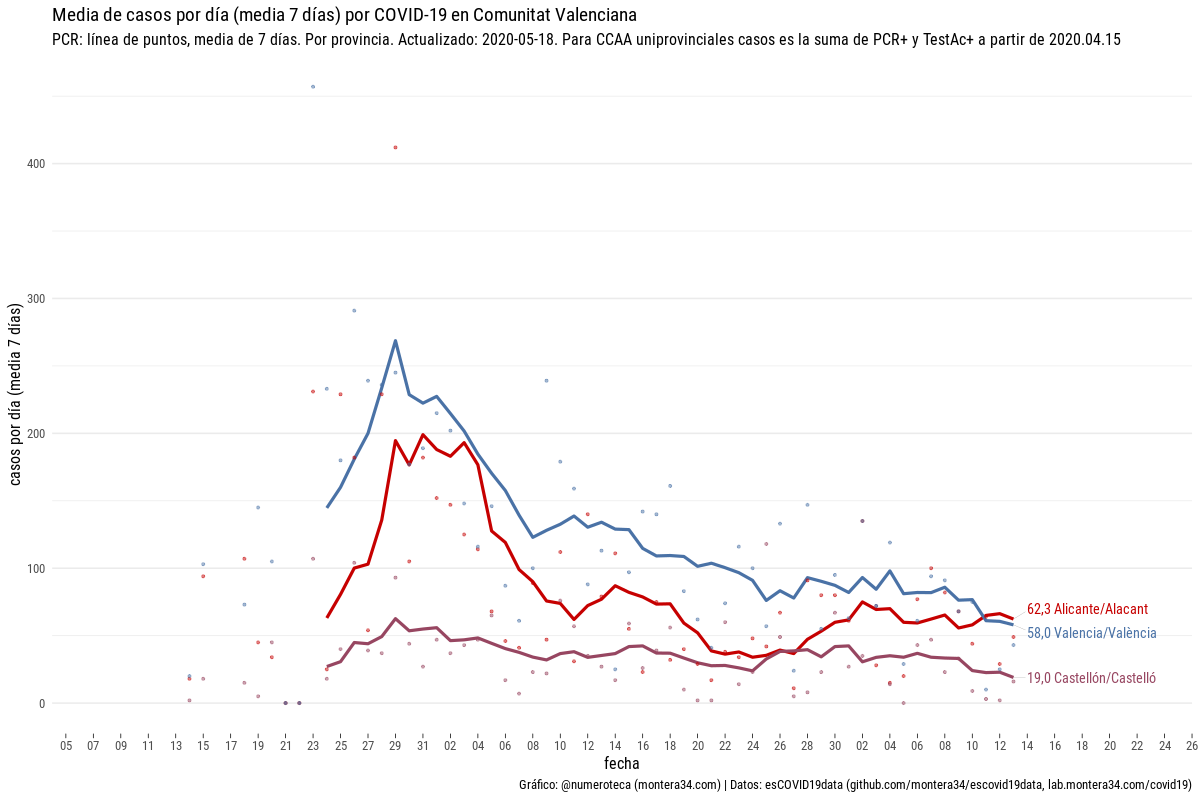 Media de casos por día (media 7 días) por COVID-19 en Comunitat Valenciana
PCR: línea de puntos, media de 7 días. Por provincia. Actualizado: 2020-05-18. Para CCAA uniprovinciales casos es la suma de PCR+ y TestAc+ a partir de 2020.04.15
casos por día (media 7 días)
400
300
200
100
0
62,3 Alicante/Alacant
58,0 Valencia/València
19,0 Castellón/Castelló
05 07 09 11 13 15 17 19 21 23 25 27 29 31 02 04 06 08 10 12 14 16 18 20 22 24 26 28 30 02 04 06 08 10 12 14 16 18 20 22 24 26
fecha
Gráfico: @numeroteca (montera34.com) | Datos: esCOVID19data (github.com/montera34/escovid19data, lab.montera34.com/covid19)